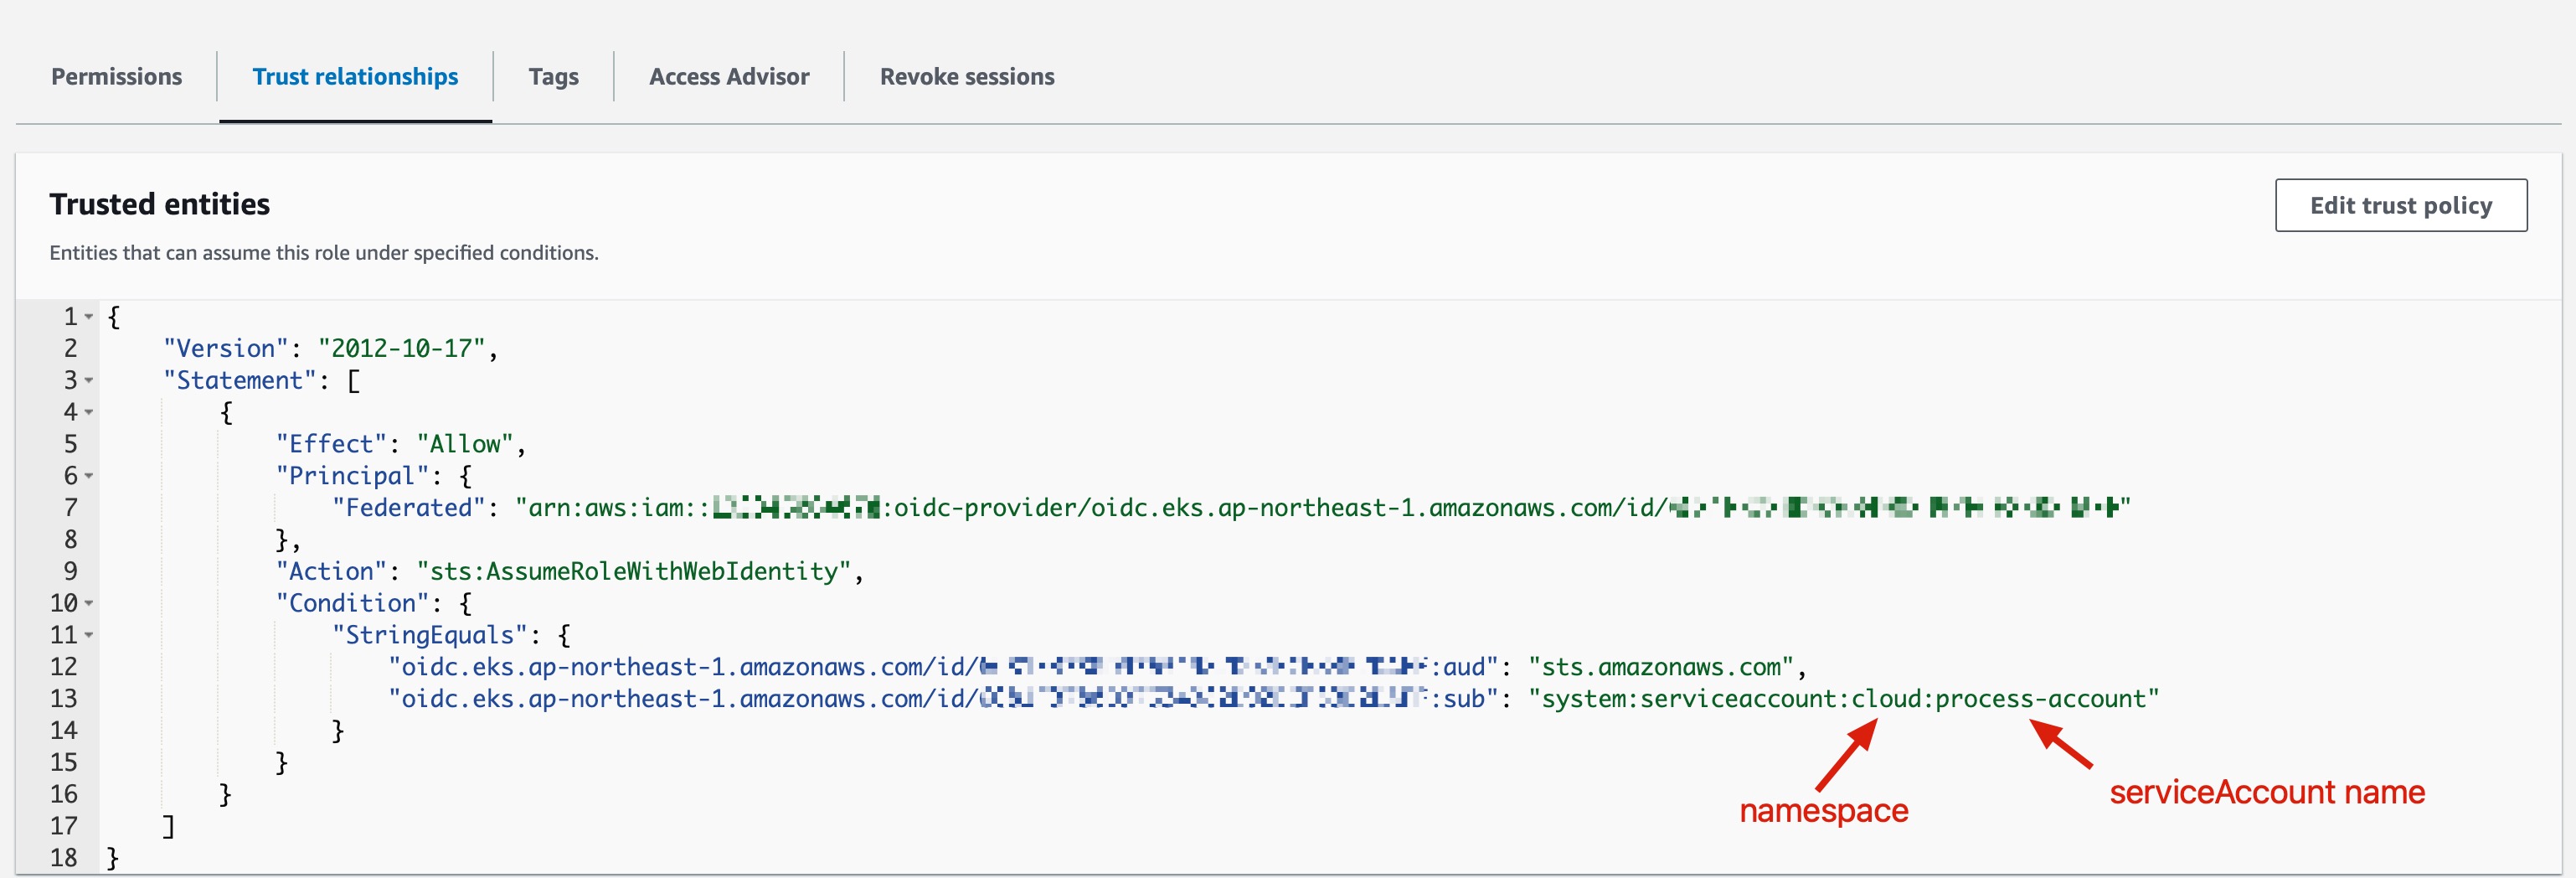 Permissions Trust relationships Tags Access Advisor Revoke sessions
Trusted entities
Edit trust policy
Entities that can assume this role under specified conditions.
1 {
2 "Version": "2012-10-17",
3 "Statement": [
4 {
5 "Effect": "Allow",
6 "Principal": {
7 "Federated": "arn:aws:iam:: :oidc-provider/oidc.eks.ap-northeast-1.amazonaws.com/id/ "
8 },
9 "Action": "sts:AssumeRoleWithWebIdentity",
10 "Condition": {
11 "StringEquals": {
12 "oidc.eks.ap-northeast-1.amazonaws.com/id/ :aud": "sts.amazonaws.com",
13 "oidc.eks.ap-northeast-1.amazonaws.com/id/ :sub": "system:serviceaccount:cloud:process-account"
14 }
15 }
16 }
17 ]
18 }
namespace
serviceAccount name